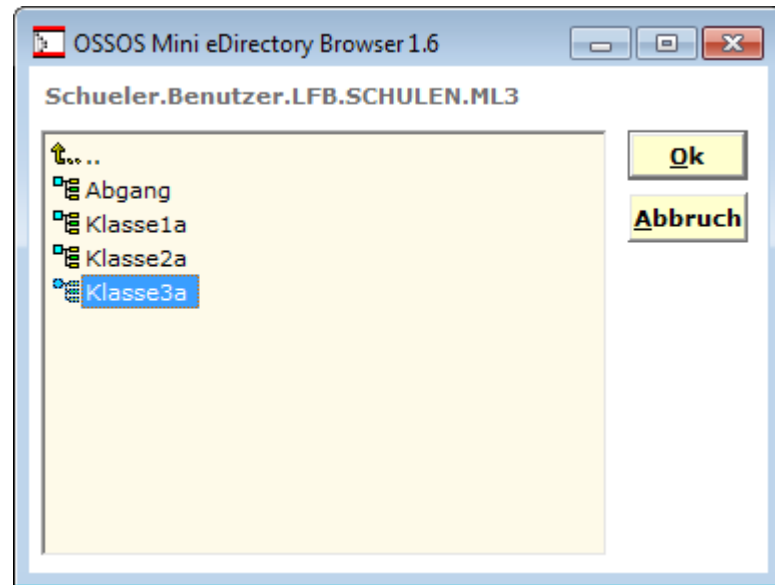 OSSOS Mini eDirectory Browser 1.6
Schueler.Benutzer.LFB.SCHULEN.ML3
..
Abgang
Klasse1a
Klasse2a
Klasse3a
Ok
Abbruch